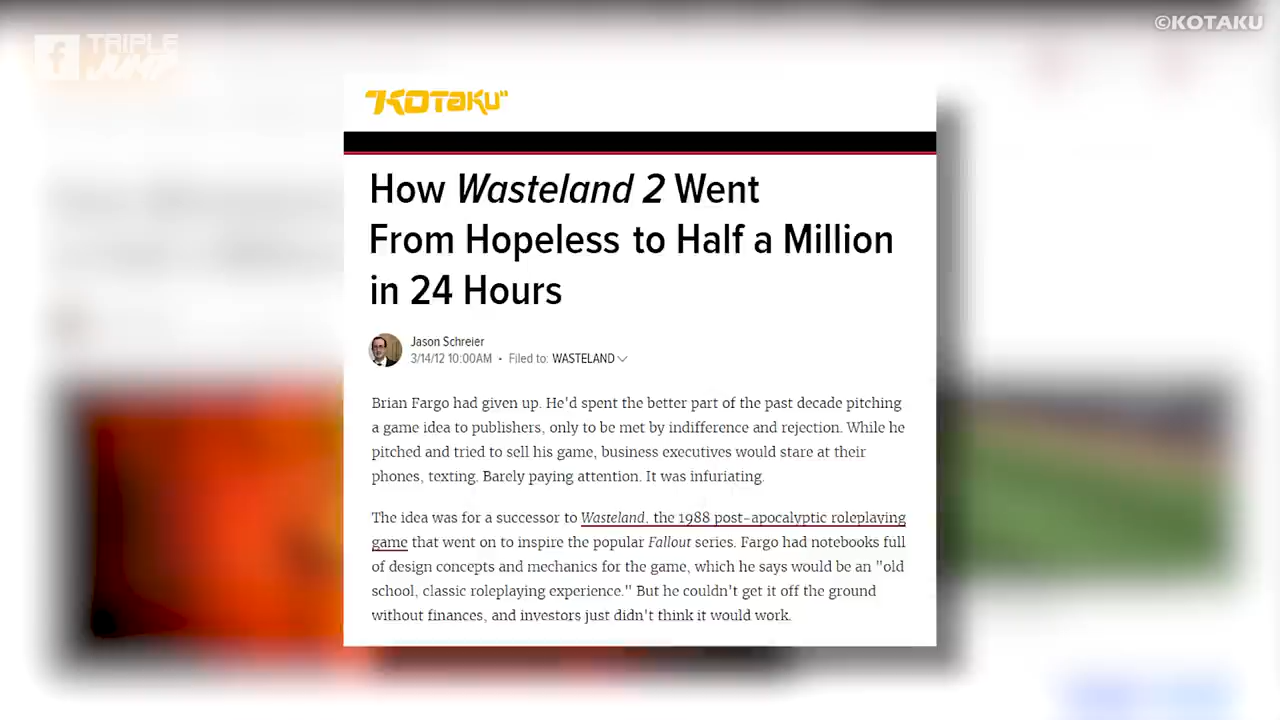 ©KOTAKU
f TRIPLE
JUMP
KOTAKU
How Wasteland 2 Went
From Hopeless to Half a Million
in 24 Hours
Jason Schreier
3/14/12 10:00AM • Filed to: WASTELAND
Brian Fargo had given up. He'd spent the better part of the past decade pitching
a game idea to publishers, only to be met by indifference and rejection. While he
pitched and tried to sell his game, business executives would stare at their
phones, texting. Barely paying attention. It was infuriating.
The idea was for a successor to Wasteland, the 1988 post-apocalyptic roleplaying
game that went on to inspire the popular Fallout series. Fargo had notebooks full
of design concepts and mechanics for the game, which he says would be an "old
school, classic roleplaying experience." But he couldn't get it off the ground
without finances, and investors just didn't think it would work.